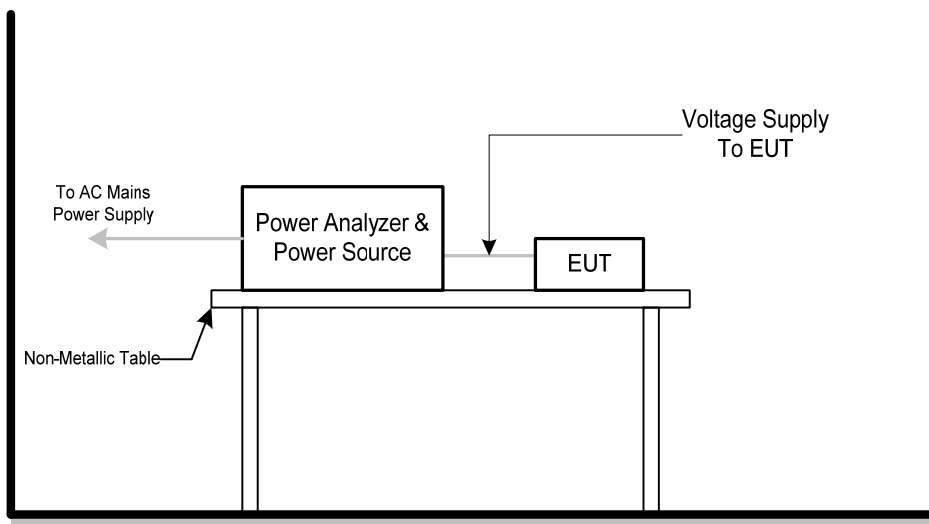 Voltage Supply
To EUT
To AC Mains
Power Supply
Power Analyzer &
Power Source
EUT
Non-Metallic Table